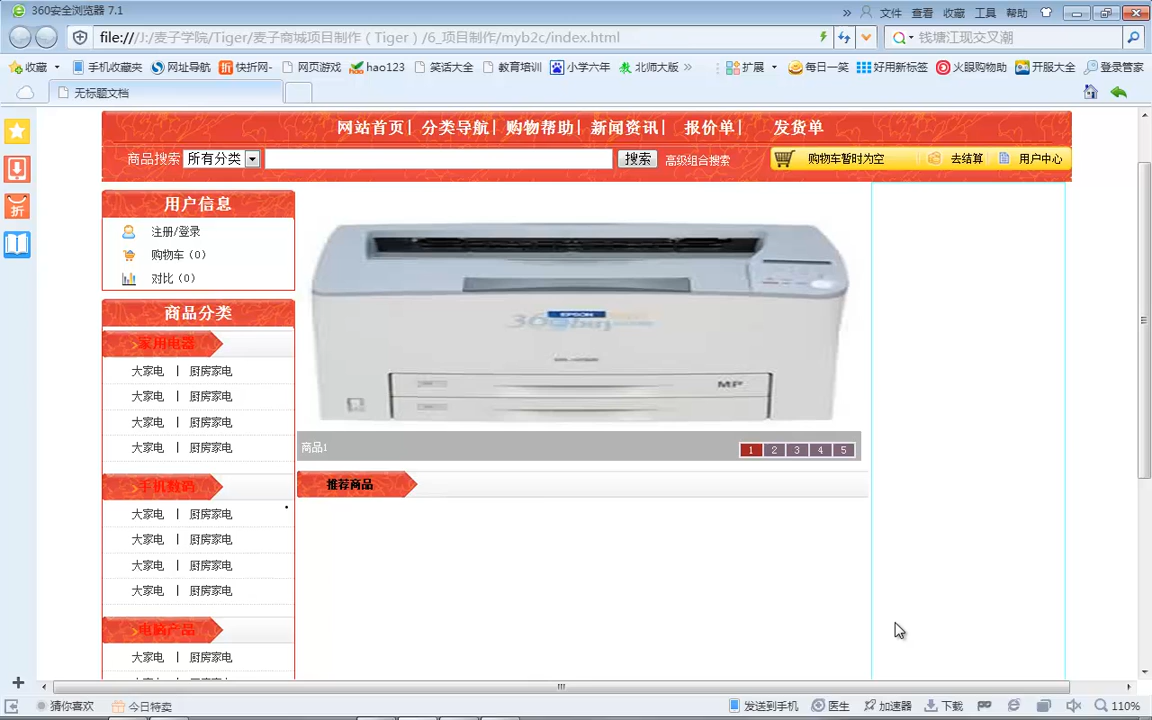 360安全浏览器 7.1
» 文件 查看 收藏 工具 帮助
file:///J:/麦子学院/Tiger/麦子商城项目制作（Tiger）/6_项目制作/myb2c/index.html
钱塘江现交叉潮
收藏 手机收藏夹 网址导航 快折网- 网页游戏 hao123 笑话大全 教育培训 小学六年 北师大版 » 扩展 每日一笑 好用新标签 火眼购物助 开服大全 登录管家
无标题文档
网站首页| 分类导航| 购物帮助| 新闻资讯| 报价单| 发货单
商品搜索 所有分类 搜索 高级组合搜索 购物车暂时为空 去结算 用户中心
折
用户信息
注册/登录
购物车（0）
对比（0）
商品分类
家用电器
大家电 | 厨房家电
大家电 | 厨房家电
大家电 | 厨房家电
大家电 | 厨房家电
手机数码
大家电 | 厨房家电
大家电 | 厨房家电
大家电 | 厨房家电
大家电 | 厨房家电
电脑产品
大家电 | 厨房家电
EPSON
360buy
MP
商品1
1 2 3 4 5
推荐商品
猜你喜欢 今日特卖 发送到手机 医生 加速器 下载 110%